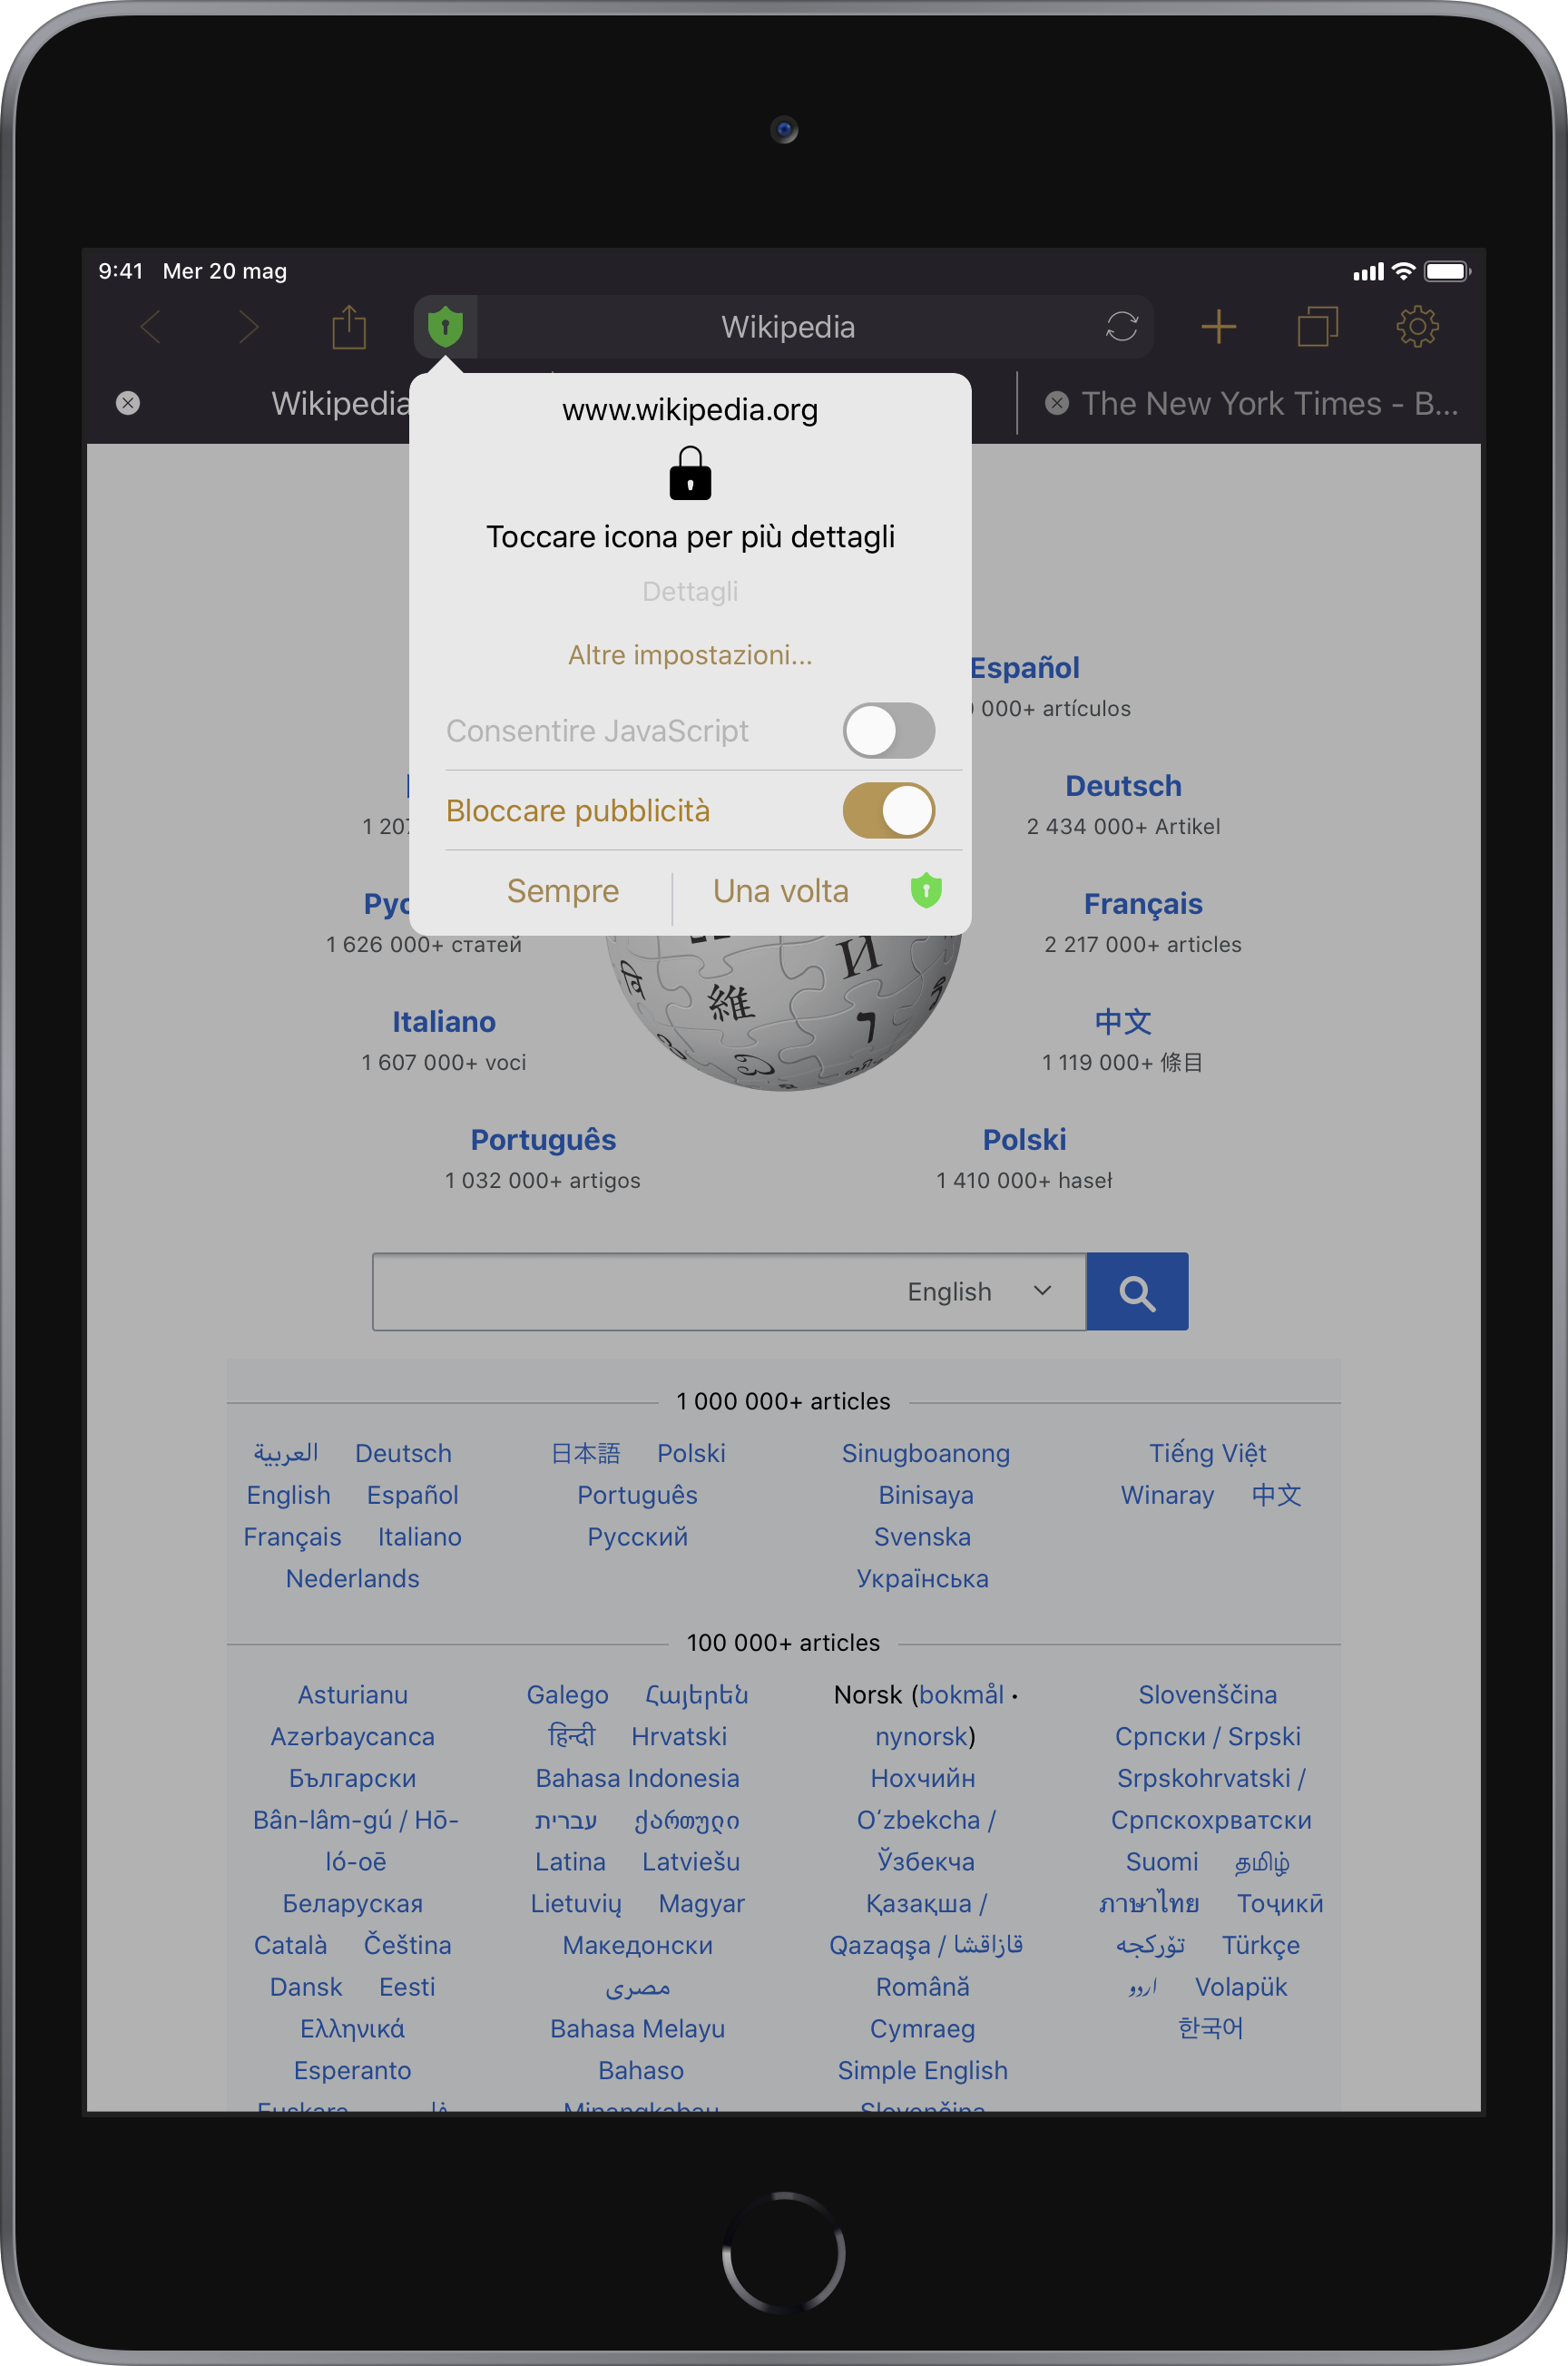 9:41 Mer 20 mag
Wikipedia
Wikipedia
The New York Times - B...
www.wikipedia.org
Toccare icona per più dettagli
Dettagli
Altre impostazioni...
Consentire JavaScript
Bloccare pubblicità
Sempre Una volta
Español
000+ artículos
Deutsch
1 207
2 434 000+ Artikel
Рус Français
1 626 000+ статей 2 217 000+ articles
維 И
Italiano 中文
1 607 000+ voci 1 119 000+ 條目
Português Polski
1 032 000+ artigos 1 410 000+ haseł
English
1 000 000+ articles
العربية Deutsch 日本語 Polski Sinugboanong Tiếng Việt
English Español Português Binisaya Winaray 中文
Français Italiano Русский Svenska
Nederlands Українська
100 000+ articles
Asturianu Galego Հայերեն Norsk (bokmål • Slovenščina
Azərbaycanca हिन्दी Hrvatski nynorsk) Српски / Srpski
Български Bahasa Indonesia Нохчийн Srpskohrvatski /
Bân-lâm-gú / Hō- עברית ქართული Oʻzbekcha / Српскохрватски
ló-oē Latina Latviešu Ўзбекча Suomi தமிழ்
Беларуская Lietuvių Magyar Қазақша / ภาษาไทย Тоҷикӣ
Català Čeština Македонски Qazaqşa / قازاقشا تۆرکجه Türkçe
Dansk Eesti مصرى Română اردو Volapük
Ελληνικά Bahasa Melayu Cymraeg 한국어
Esperanto Bahaso Simple English
Euskara Minangkabau Slovenčina